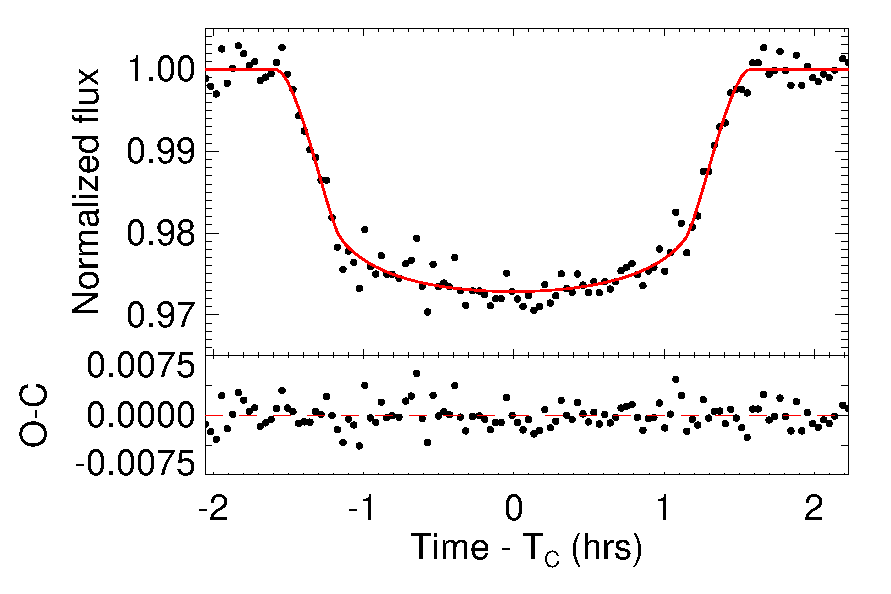 Normalized flux
1.00
0.99
0.98
0.97
O-C
0.0075
0.0000
-0.0075
-2 -1 0 1 2
Time - TC (hrs)